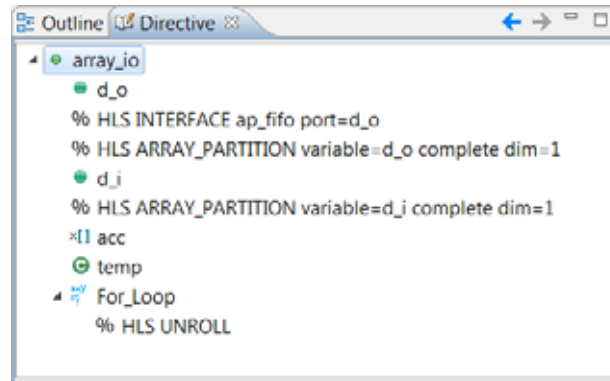 Outline Directive
array_io
d_o
% HLS INTERFACE ap_fifo port=d_o
% HLS ARRAY_PARTITION variable=d_o complete dim=1
d_i
% HLS ARRAY_PARTITION variable=d_i complete dim=1
×[] acc
temp
For_Loop
% HLS UNROLL